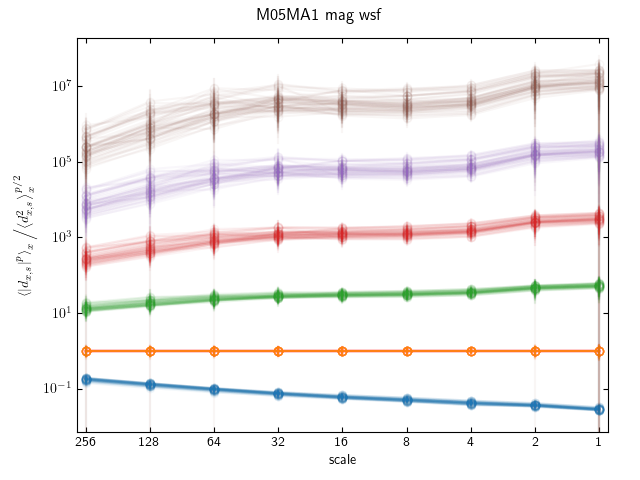 M05MA1 mag wsf
⟨|d_{x,s}|^p⟩_x / ⟨d_{x,s}^2⟩_x^{p/2}
10^7
10^5
10^3
10^1
10^{-1}
256 128 64 32 16 8 4 2 1
scale